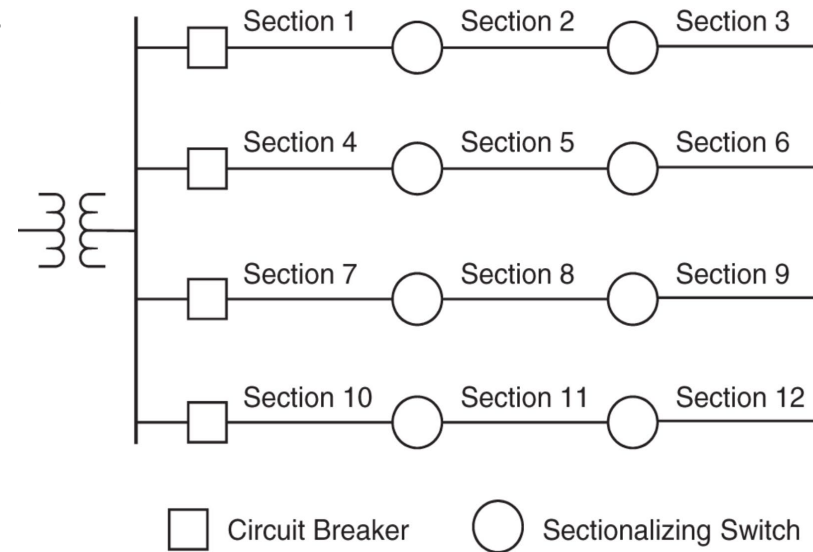 Section 1 Section 2 Section 3
Section 4 Section 5 Section 6
Section 7 Section 8 Section 9
Section 10 Section 11 Section 12
Circuit Breaker Sectionalizing Switch